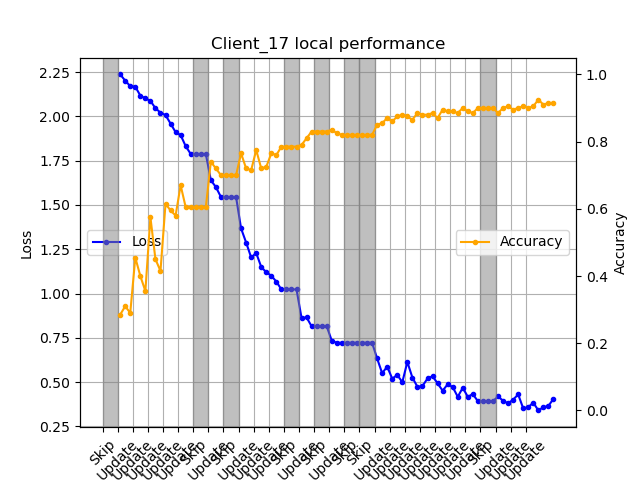 Client_17 local performance
2.25
2.00
1.75
1.50
1.25
1.00
0.75
0.50
0.25
Loss
Loss
Accuracy
1.0
0.8
0.6
0.4
0.2
0.0
Accuracy
Skip
Update
Update
Update
Update
Update
Skip
Update
Skip
Update
Update
Update
Skip
Update
Skip
Update
Skip
Skip
Update
Update
Update
Update
Update
Update
Update
Skip
Update
Update
Update